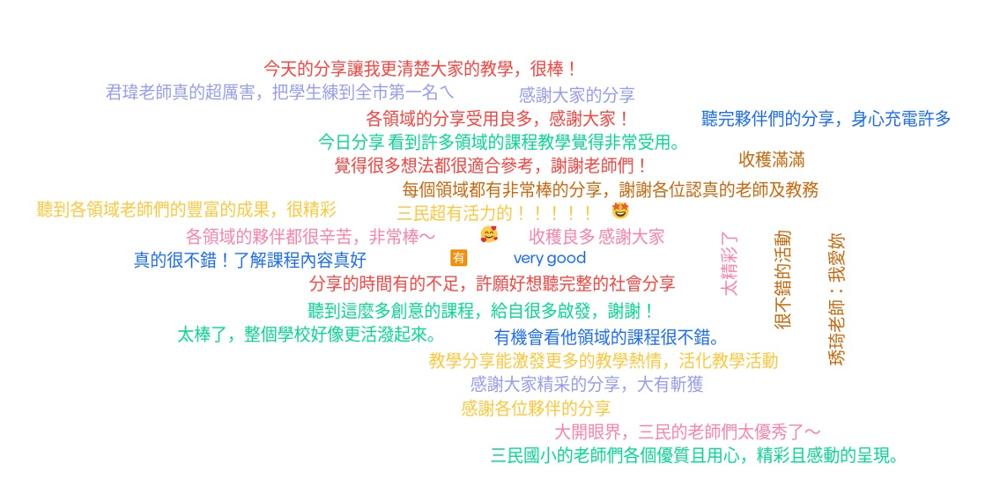 今天的分享讓我更清楚大家的教學，很棒！
君瑋老師真的超厲害，把學生練到全市第一名ㄟ
感謝大家的分享
各領域的分享受用良多，感謝大家！
聽完夥伴們的分享，身心充電許多
今日分享 看到許多領域的課程教學覺得非常受用。
覺得很多想法都很適合參考，謝謝老師們！
收穫滿滿
每個領域都有非常棒的分享，謝謝各位認真的老師及教務
聽到各領域老師們的豐富的成果，很精彩
三民超有活力的！！！！！ 🤩
各領域的夥伴都很辛苦，非常棒～
🥰
收穫良多 感謝大家
太精彩了
很不錯的活動
琇琦老師：我愛妳
真的很不錯！了解課程內容真好
🈶
very good
分享的時間有的不足，許願好想聽完整的社會分享
聽到這麼多創意的課程，給自很多啟發，謝謝！
太棒了，整個學校好像更活潑起來。
有機會看他領域的課程很不錯。
教學分享能激發更多的教學熱情，活化教學活動
感謝大家精采的分享，大有斬獲
感謝各位夥伴的分享
大開眼界，三民的老師們太優秀了～
三民國小的老師們各個優質且用心，精彩且感動的呈現。